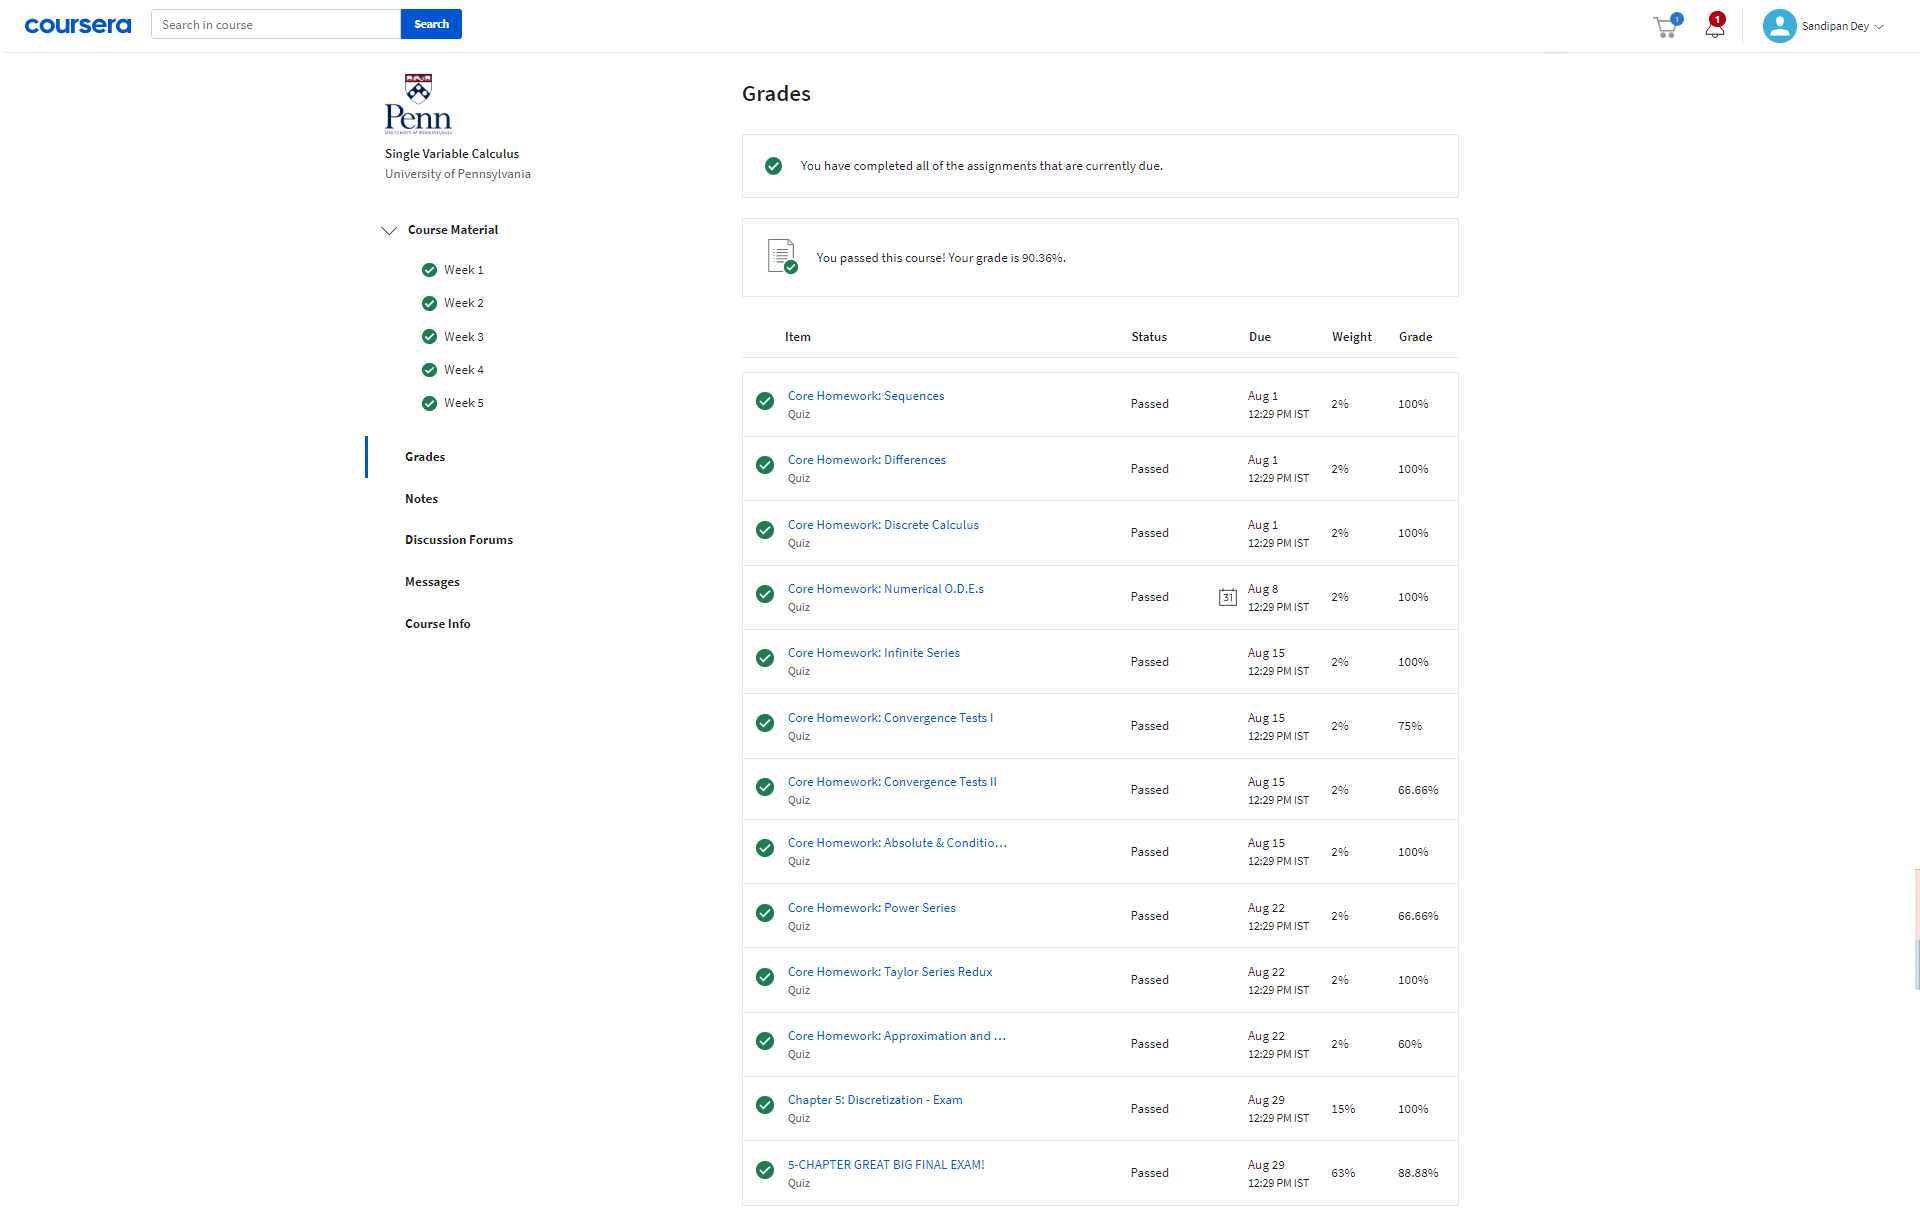 coursera
Search in course
Search
1
1
Sandipan Dey
Penn
UNIVERSITY of PENNSYLVANIA
Single Variable Calculus
University of Pennsylvania
Course Material
Week 1
Week 2
Week 3
Week 4
Week 5
Grades
Notes
Discussion Forums
Messages
Course Info
Grades
You have completed all of the assignments that are currently due.
You passed this course! Your grade is 90.36%.
Item Status Due Weight Grade
Core Homework: Sequences
Quiz
Passed
Aug 1
12:29 PM IST
2%
100%
Core Homework: Differences
Quiz
Passed
Aug 1
12:29 PM IST
2%
100%
Core Homework: Discrete Calculus
Quiz
Passed
Aug 1
12:29 PM IST
2%
100%
Core Homework: Numerical O.D.E.s
Quiz
Passed
31
Aug 8
12:29 PM IST
2%
100%
Core Homework: Infinite Series
Quiz
Passed
Aug 15
12:29 PM IST
2%
100%
Core Homework: Convergence Tests I
Quiz
Passed
Aug 15
12:29 PM IST
2%
75%
Core Homework: Convergence Tests II
Quiz
Passed
Aug 15
12:29 PM IST
2%
66.66%
Core Homework: Absolute & Conditio...
Quiz
Passed
Aug 15
12:29 PM IST
2%
100%
Core Homework: Power Series
Quiz
Passed
Aug 22
12:29 PM IST
2%
66.66%
Core Homework: Taylor Series Redux
Quiz
Passed
Aug 22
12:29 PM IST
2%
100%
Core Homework: Approximation and ...
Quiz
Passed
Aug 22
12:29 PM IST
2%
60%
Chapter 5: Discretization - Exam
Quiz
Passed
Aug 29
12:29 PM IST
15%
100%
5-CHAPTER GREAT BIG FINAL EXAM!
Quiz
Passed
Aug 29
12:29 PM IST
63%
88.88%